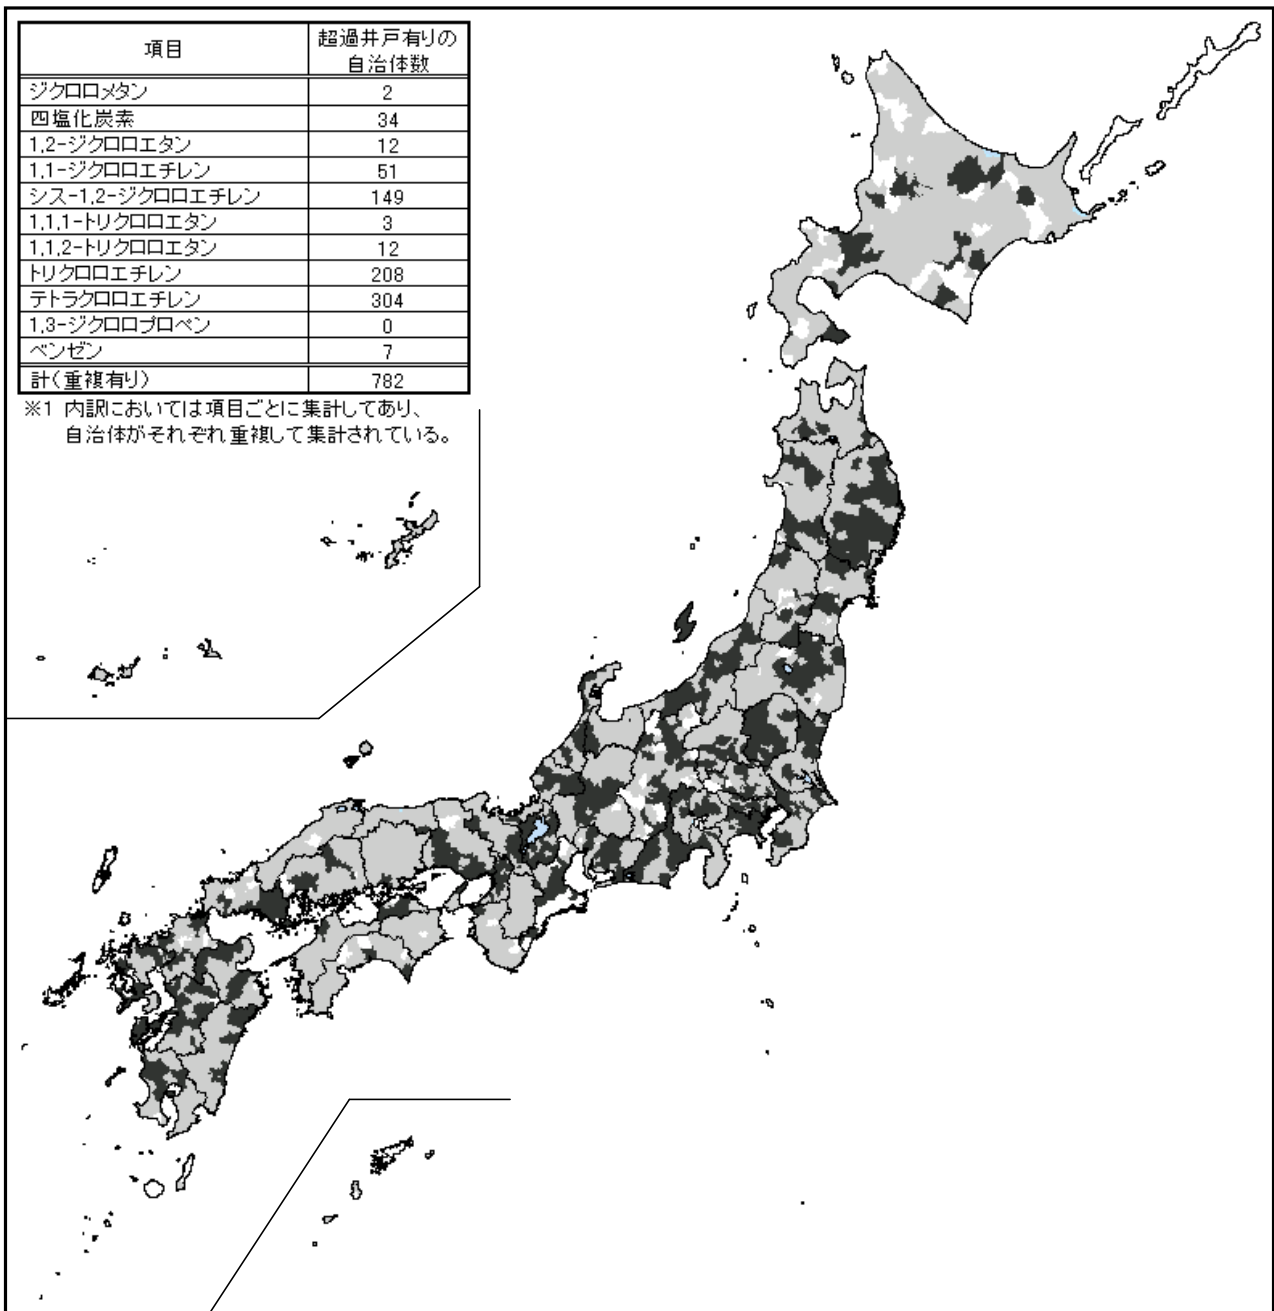 項目 超過井戸有りの
自治体数
ジクロロメタン 2
四塩化炭素 34
1,2-ジクロロエタン 12
1,1-ジクロロエチレン 51
シス-1,2-ジクロロエチレン 149
1,1,1-トリクロロエタン 3
1,1,2-トリクロロエタン 12
トリクロロエチレン 208
テトラクロロエチレン 304
1,3-ジクロロプロペン 0
ベンゼン 7
計(重複有り) 782
※1 内訳においては項目ごとに集計してあり、
自治体がそれぞれ重複して集計されている。